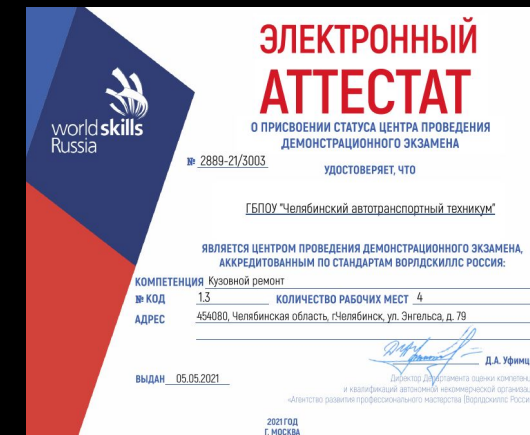 world skills
Russia
ЭЛЕКТРОННЫЙ
АТТЕСТАТ
О ПРИСВОЕНИИ СТАТУСА ЦЕНТРА ПРОВЕДЕНИЯ
ДЕМОНСТРАЦИОННОГО ЭКЗАМЕНА
№ 2889-21/3003
УДОСТОВЕРЯЕТ, ЧТО
ГБПОУ "Челябинский автотранспортный техникум"
ЯВЛЯЕТСЯ ЦЕНТРОМ ПРОВЕДЕНИЯ ДЕМОНСТРАЦИОННОГО ЭКЗАМЕНА,
АККРЕДИТОВАННЫМ ПО СТАНДАРТАМ ВОРЛДСКИЛЛС РОССИЯ:
КОМПЕТЕНЦИЯ Кузовной ремонт
№ КОД 1.3 КОЛИЧЕСТВО РАБОЧИХ МЕСТ 4
АДРЕС 454080, Челябинская область, г.Челябинск, ул. Энгельса, д. 79
Д.А. Уфимц
ВЫДАН 05.05.2021
Директор Департамента оценки компетенц
и квалификаций автономной некоммерческой организац
«Агентство развития профессионального мастерства (Ворлдскиллс Росси
2021 ГОД
Г. МОСКВА